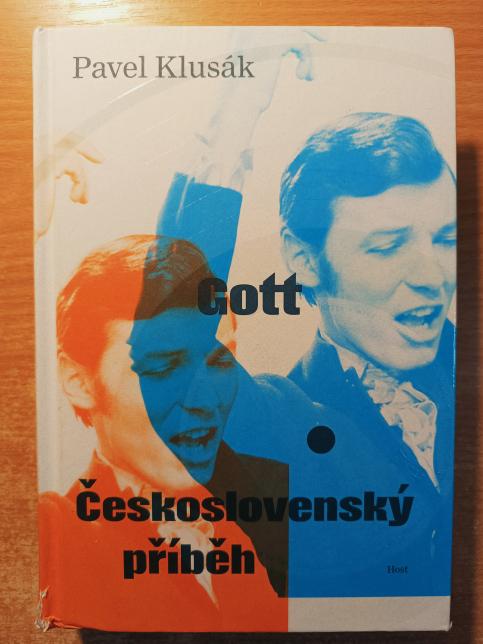 Pavel Klusák
Gott
Československý
příběh
Host